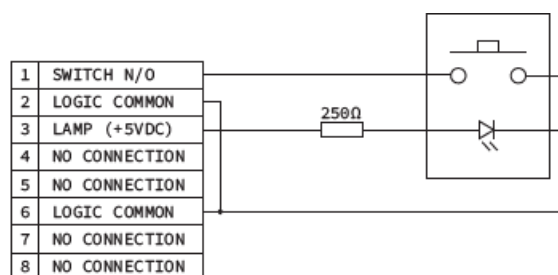 1 SWITCH N/O
2 LOGIC COMMON
3 LAMP (+5VDC)
250Ω
4 NO CONNECTION
5 NO CONNECTION
6 LOGIC COMMON
7 NO CONNECTION
8 NO CONNECTION